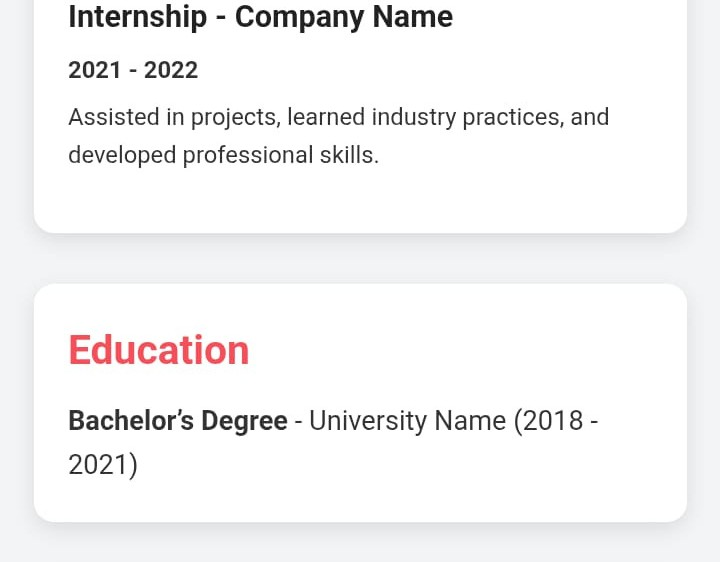 Internship - Company Name
2021 - 2022
Assisted in projects, learned industry practices, and
developed professional skills.
Education
Bachelor’s Degree - University Name (2018 -
2021)